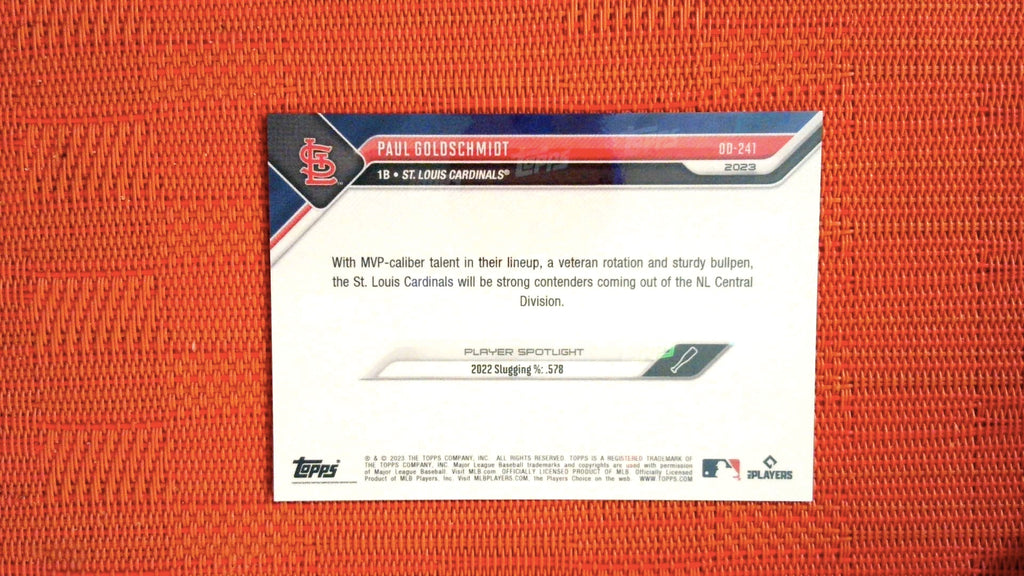 PAUL GOLDSCHMIDT
OD-241
1B • ST. LOUIS CARDINALS®
2023
With MVP-caliber talent in their lineup, a veteran rotation and sturdy bullpen,
the St. Louis Cardinals will be strong contenders coming out of the NL Central
Division.
PLAYER SPOTLIGHT
2022 Slugging %: .578
Topps
® & © 2023 THE TOPPS COMPANY, INC. ALL RIGHTS RESERVED. TOPPS IS A REGISTERED TRADEMARK OF
THE TOPPS COMPANY, INC. Major League Baseball trademarks and copyrights are used with permission
of Major League Baseball. Visit MLB.com. OFFICIALLY LICENSED PRODUCT OF MLB Officially Licensed
Product of MLB Players, Inc. Visit MLBPLAYERS.COM, the Players Choice on the web. WWW.TOPPS.COM
PLAYERS